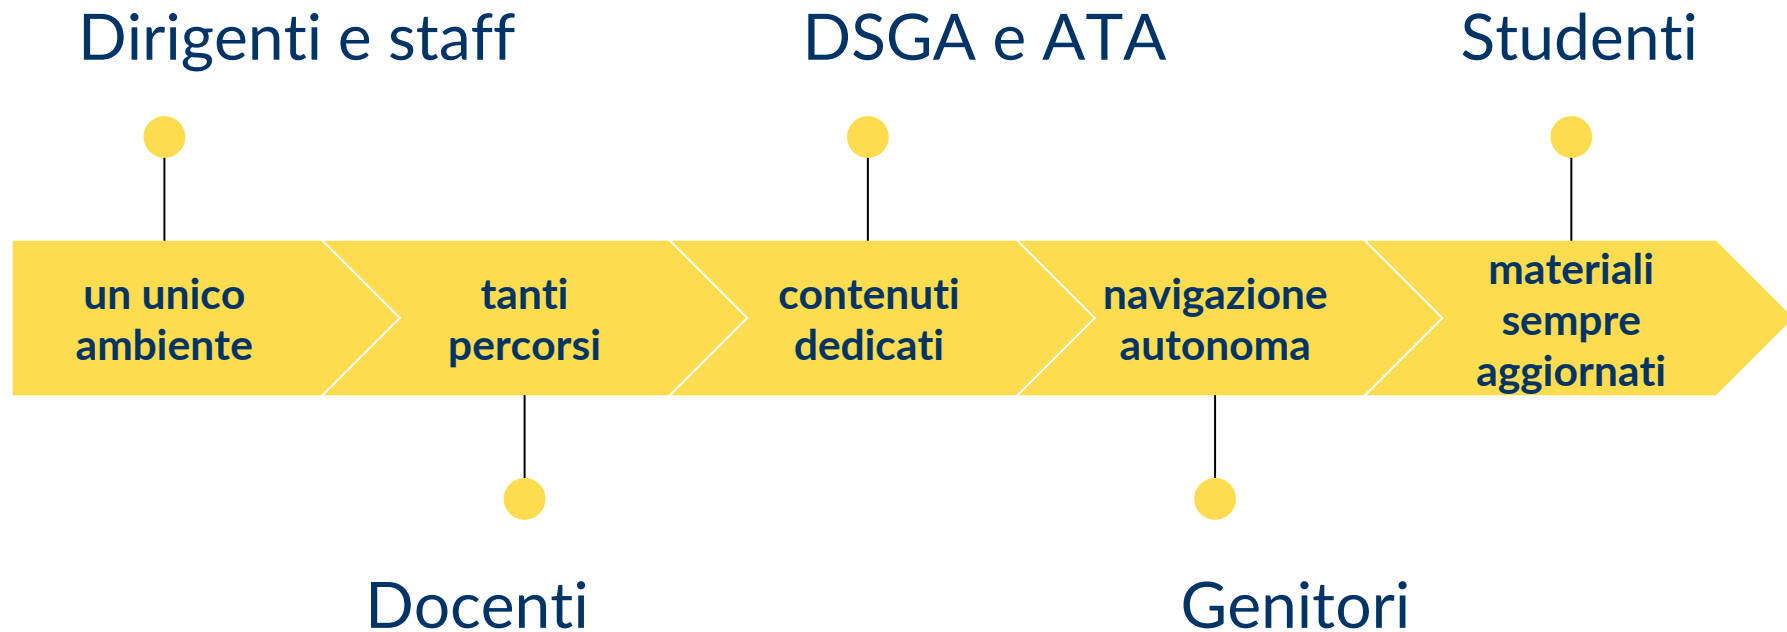 Dirigenti e staff
DSGA e ATA
Studenti
un unico
ambiente
tanti
percorsi
contenuti
dedicati
navigazione
autonoma
materiali
sempre
aggiornati
Docenti
Genitori